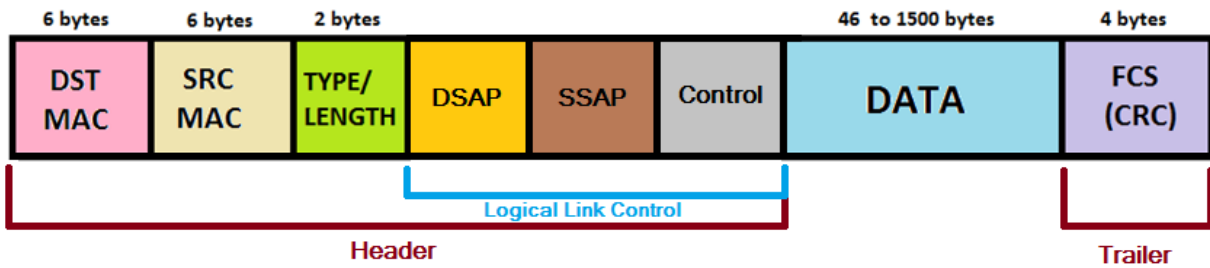 6 bytes
6 bytes
2 bytes
46 to 1500 bytes
4 bytes
DST
MAC
SRC
MAC
TYPE/
LENGTH
DSAP
SSAP
Control
DATA
FCS
(CRC)
Logical Link Control
Header
Trailer